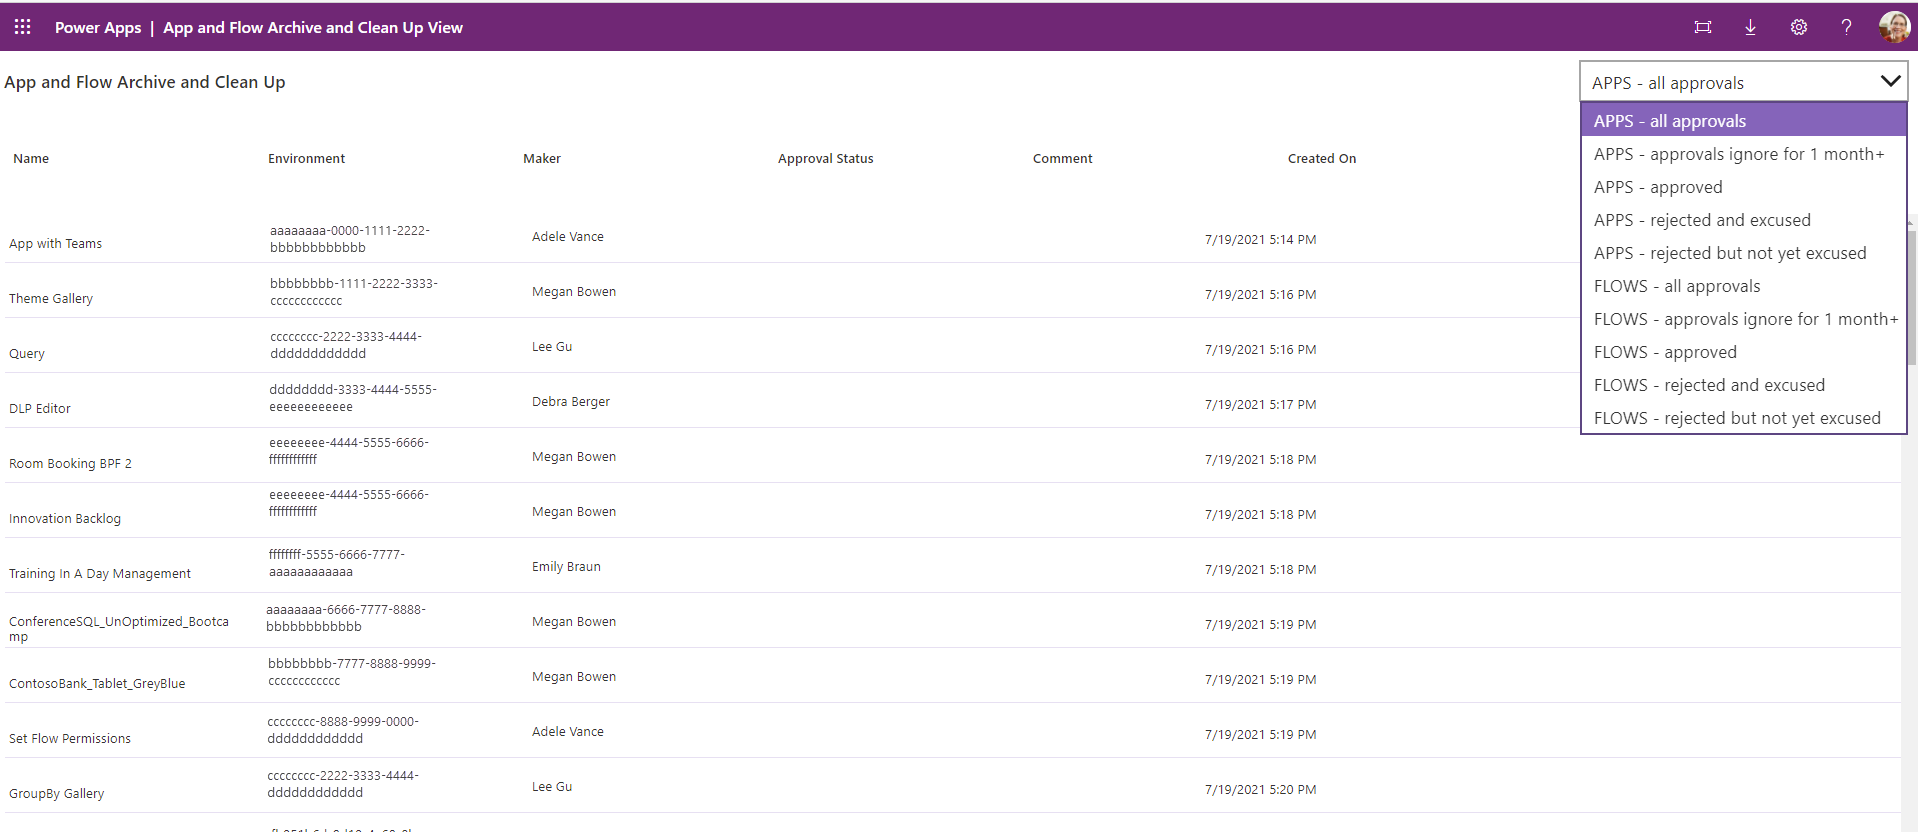 Power Apps | App and Flow Archive and Clean Up View
App and Flow Archive and Clean Up
APPS - all approvals
APPS - all approvals
APPS - approvals ignore for 1 month+
APPS - approved
APPS - rejected and excused
APPS - rejected but not yet excused
FLOWS - all approvals
FLOWS - approvals ignore for 1 month+
FLOWS - approved
FLOWS - rejected and excused
FLOWS - rejected but not yet excused
Name Environment Maker Approval Status Comment Created On
App with Teams aaaaaaaa-0000-1111-2222- Adele Vance 7/19/2021 5:14 PM
bbbbbbbbbbbb
Theme Gallery bbbbbbbb-1111-2222-3333- Megan Bowen 7/19/2021 5:16 PM
cccccccccccc
Query cccccccc-2222-3333-4444- Lee Gu 7/19/2021 5:16 PM
dddddddddddd
DLP Editor dddddddd-3333-4444-5555- Debra Berger 7/19/2021 5:17 PM
eeeeeeeeeeee
Room Booking BPF 2 eeeeeeee-4444-5555-6666- Megan Bowen 7/19/2021 5:18 PM
ffffffffffff
Innovation Backlog eeeeeeee-4444-5555-6666- Megan Bowen 7/19/2021 5:18 PM
ffffffffffff
Training In A Day Management ffffffff-5555-6666-7777- Emily Braun 7/19/2021 5:18 PM
aaaaaaaaaaaa
ConferenceSQL_UnOptimized_Bootca aaaaaaaa-6666-7777-8888- Megan Bowen 7/19/2021 5:19 PM
mp bbbbbbbbbbbb
ContosoBank_Tablet_GreyBlue bbbbbbbb-7777-8888-9999- Megan Bowen 7/19/2021 5:19 PM
cccccccccccc
Set Flow Permissions cccccccc-8888-9999-0000- Adele Vance 7/19/2021 5:19 PM
dddddddddddd
GroupBy Gallery cccccccc-2222-3333-4444- Lee Gu 7/19/2021 5:20 PM
dddddddddddd